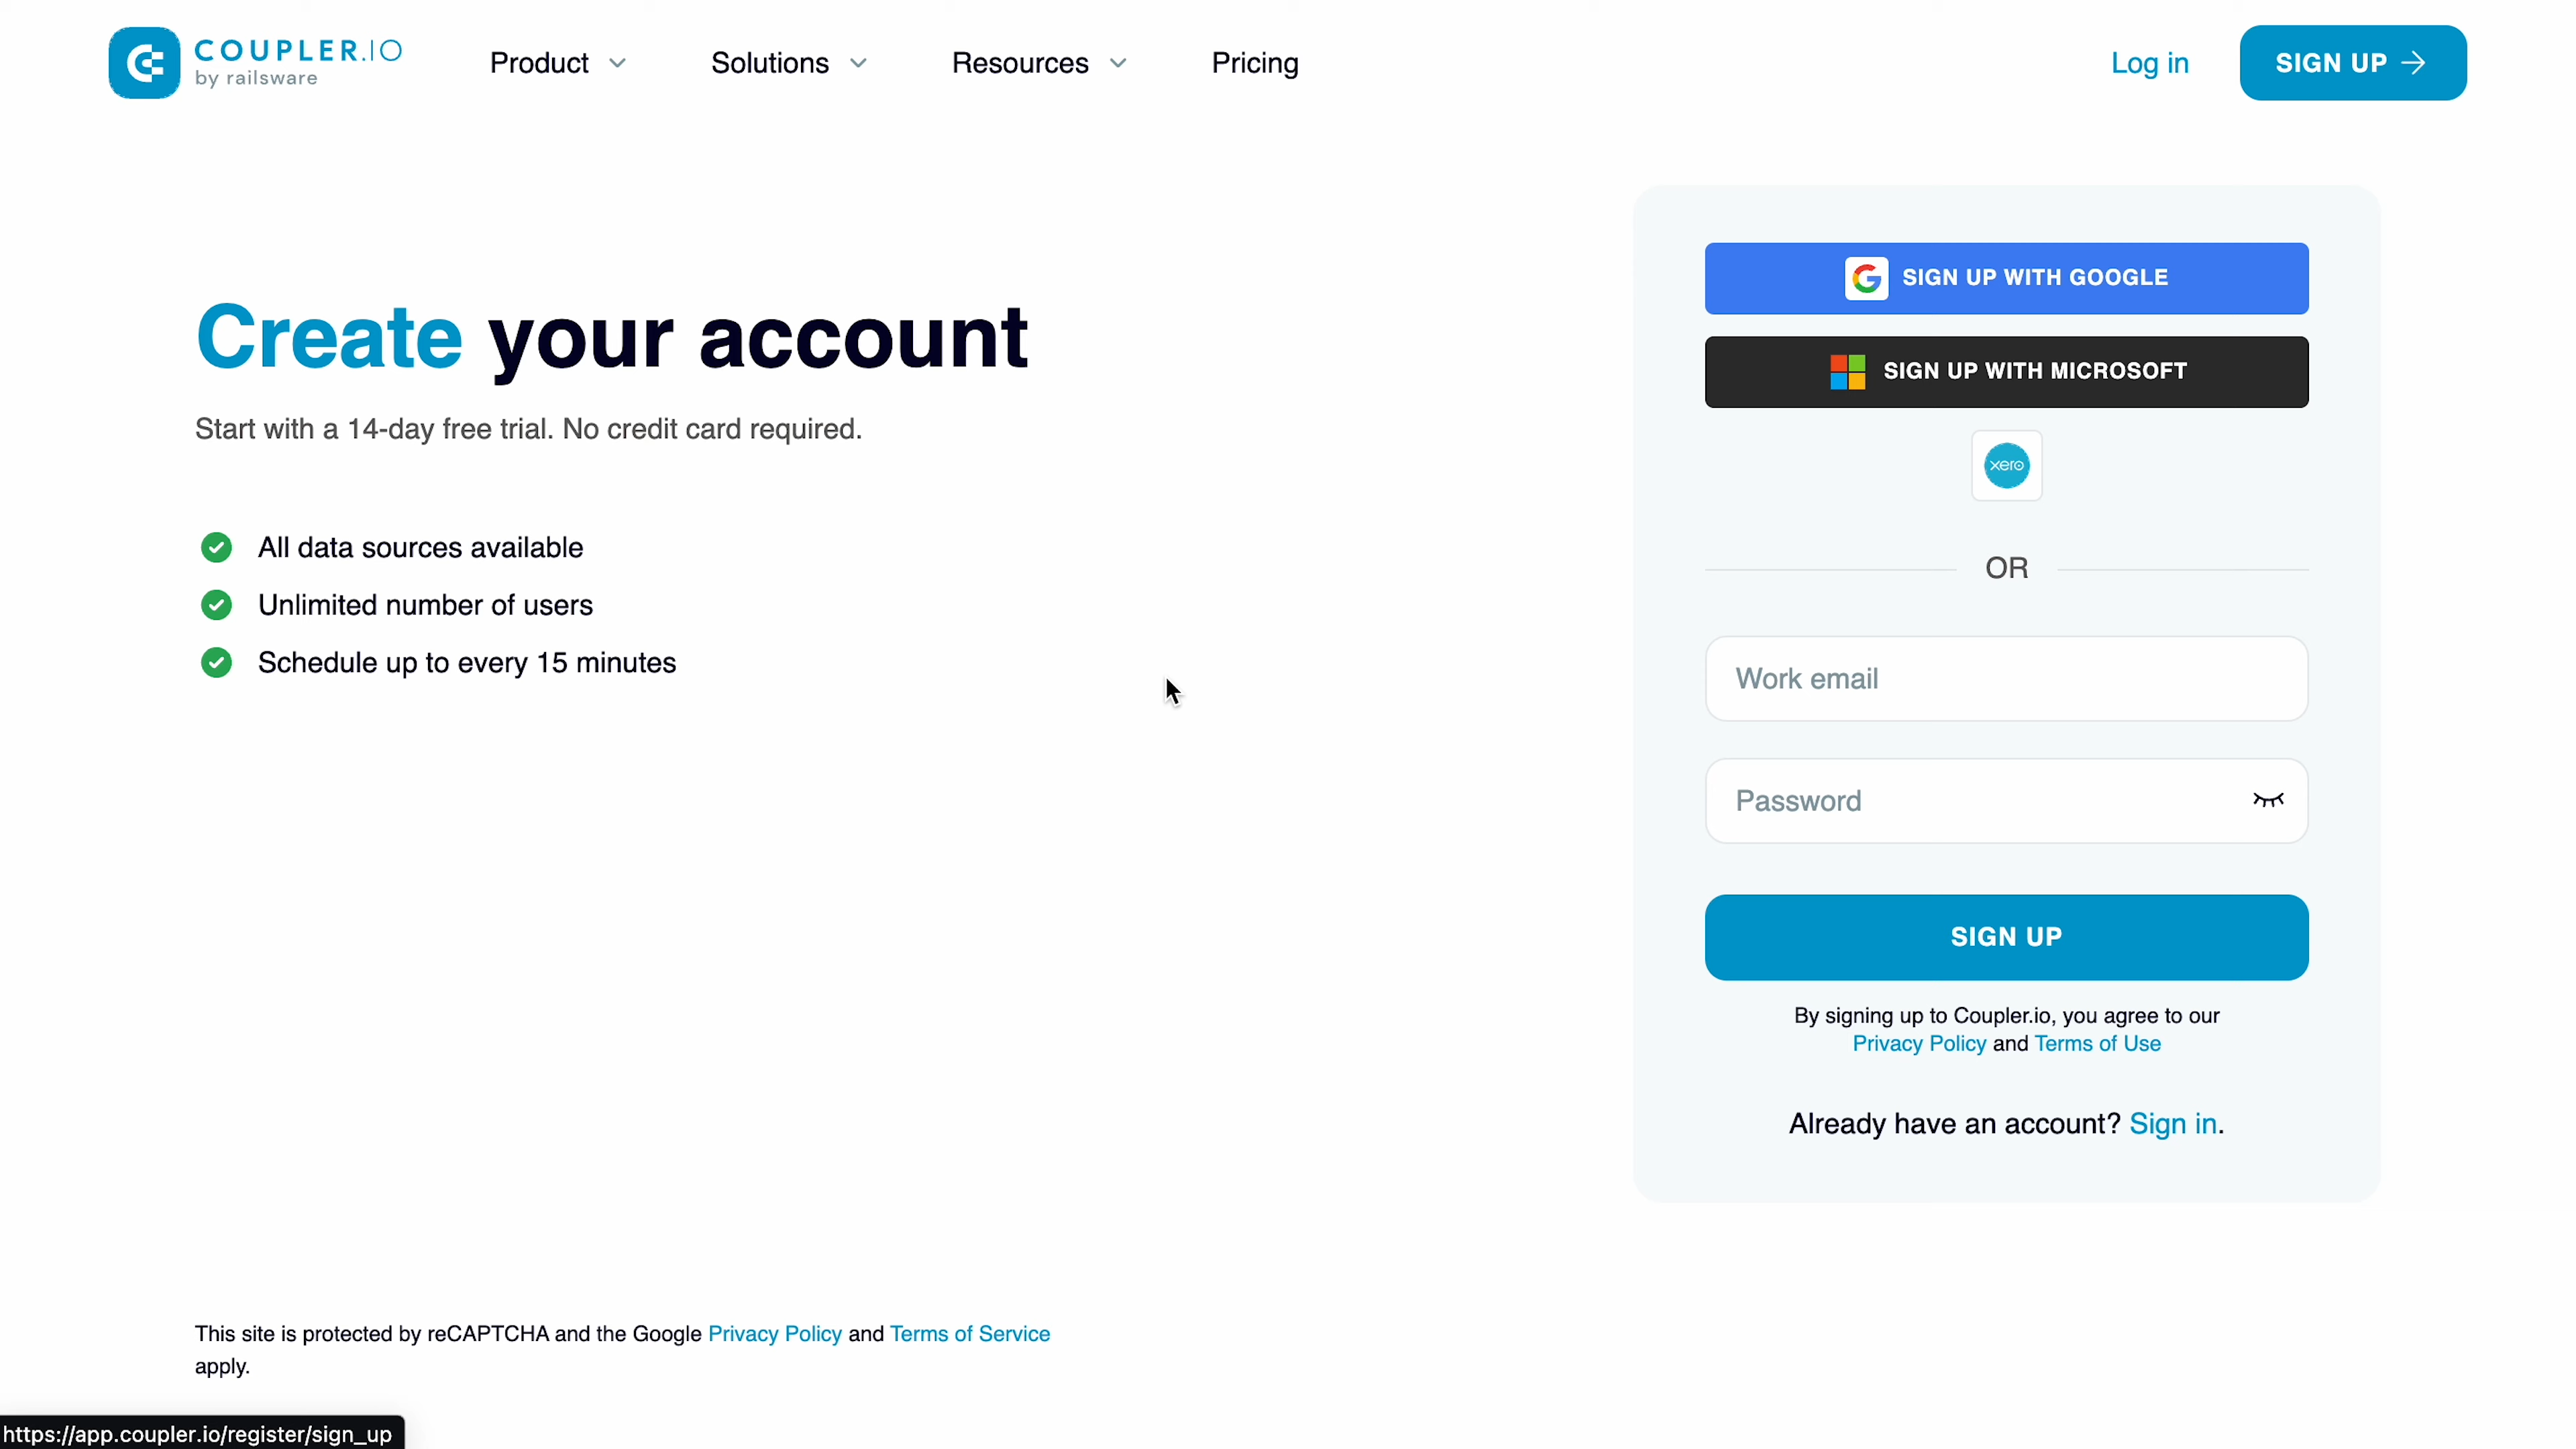 COUPLER.IO
by railsware
Product
Solutions
Resources
Pricing
Log in
SIGN UP
Create your account
Start with a 14-day free trial. No credit card required.
All data sources available
Unlimited number of users
Schedule up to every 15 minutes
SIGN UP WITH GOOGLE
SIGN UP WITH MICROSOFT
xero
OR
Work email
Password
SIGN UP
By signing up to Coupler.io, you agree to our
Privacy Policy and Terms of Use
Already have an account? Sign in.
This site is protected by reCAPTCHA and the Google Privacy Policy and Terms of Service
apply.
https://app.coupler.io/register/sign_up